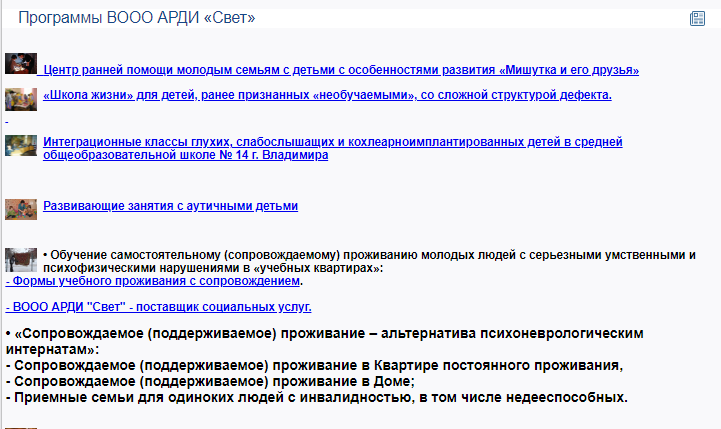 Программы ВООО АРДИ «Свет»
Центр ранней помощи молодым семьям с детьми с особенностями развития «Мишутка и его друзья»
«Школа жизни» для детей, ранее признанных «необучаемыми», со сложной структурой дефекта.
Интеграционные классы глухих, слабослышащих и кохлеарноимплантированных детей в средней
общеобразовательной школе № 14 г. Владимира
Развивающие занятия с аутичными детьми
• Обучение самостоятельному (сопровождаемому) проживанию молодых людей с серьезными умственными и
психофизическими нарушениями в «учебных квартирах»:
- Формы учебного проживания с сопровождением.
- ВООО АРДИ "Свет" - поставщик социальных услуг.
• «Сопровождаемое (поддерживаемое) проживание – альтернатива психоневрологическим
интернатам»:
- Сопровождаемое (поддерживаемое) проживание в Квартире постоянного проживания,
- Сопровождаемое (поддерживаемое) проживание в Доме;
- Приемные семьи для одиноких людей с инвалидностью, в том числе недееспособных.